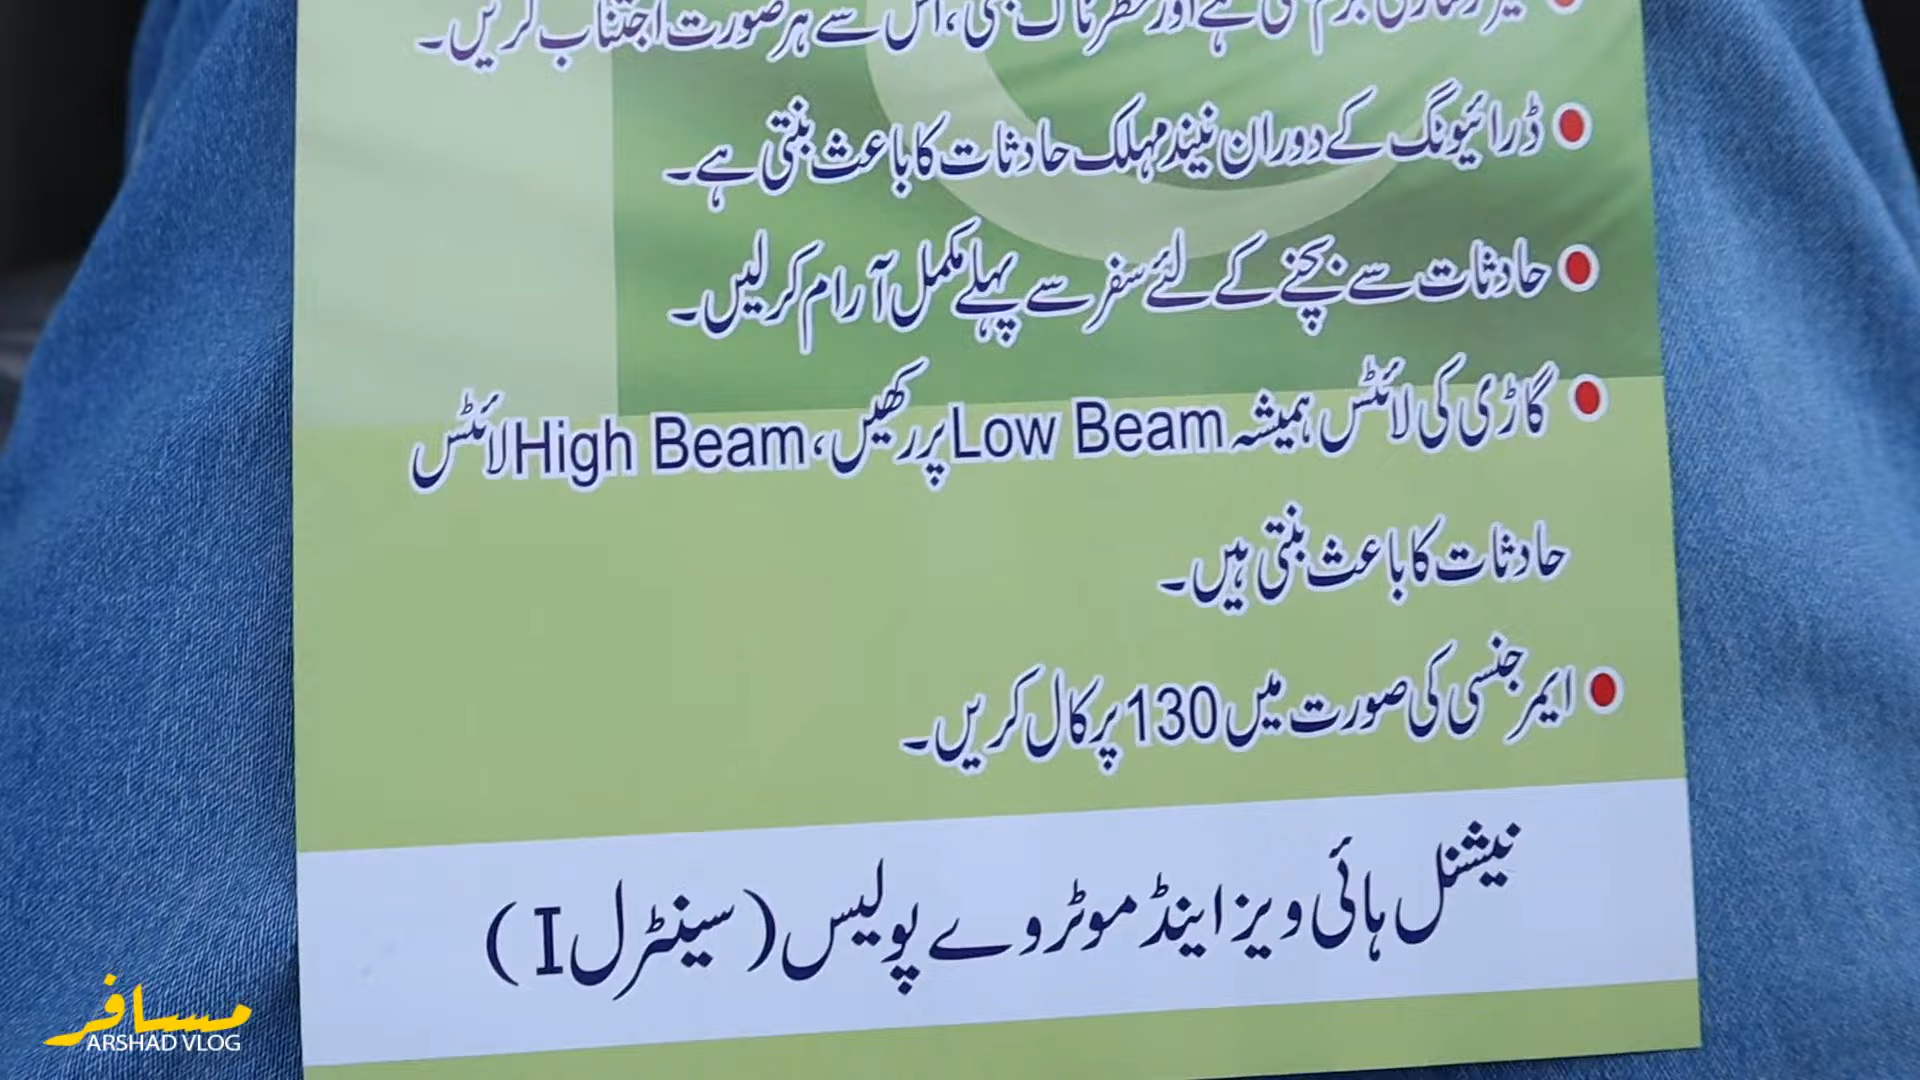 تیز رفتاری جرم بھی ہے اور خطرناک بھی، اس سے ہر صورت اجتناب کریں۔
ڈرائیونگ کے دوران نیند مہلک حادثات کا باعث بنتی ہے۔
حادثات سے بچنے کے لئے سفر سے پہلے مکمل آرام کر لیں۔
گاڑی کی لائٹس ہمیشہ Low Beam پر رکھیں، High Beam لائٹس
حادثات کا باعث بنتی ہیں۔
ایمرجنسی کی صورت میں 130 پر کال کریں۔
نیشنل ہائی ویز اینڈ موٹروے پولیس (سینٹرل I)
مسافر
ARSHAD VLOG